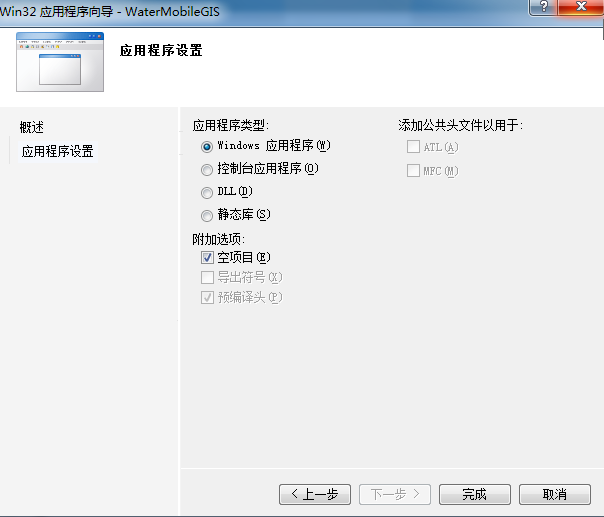 Win32 应用程序向导 - WaterMobileGIS
应用程序设置
概述
应用程序设置
应用程序类型:
Windows 应用程序(W)
控制台应用程序(O)
DLL(D)
静态库(S)
附加选项:
空项目(E)
导出符号(X)
预编译头(P)
添加公共头文件以用于:
ATL(A)
MFC(M)
< 上一步
下一步 >
完成
取消